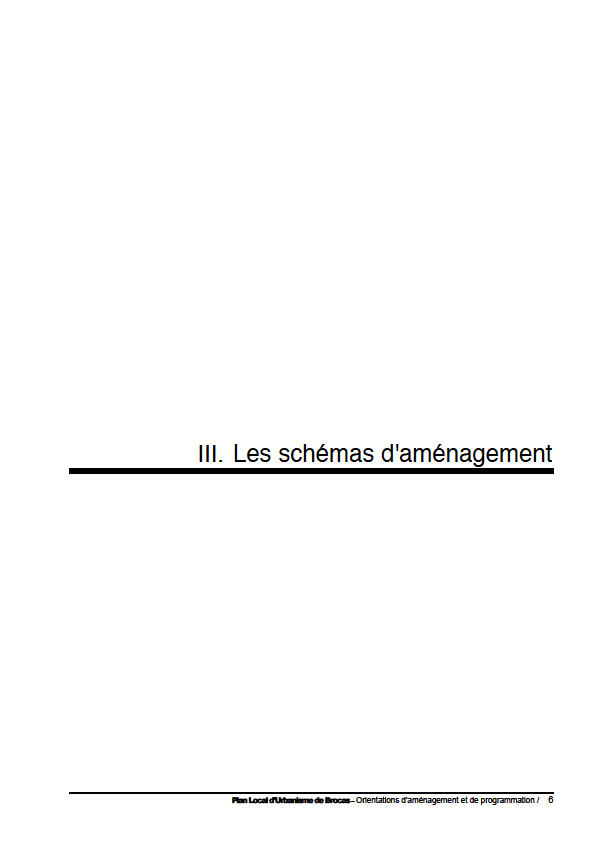 III. Les schémas d'aménagement
Plan Local d'Urbanisme de Brocas – Orientations d'aménagement et de programmation / 6